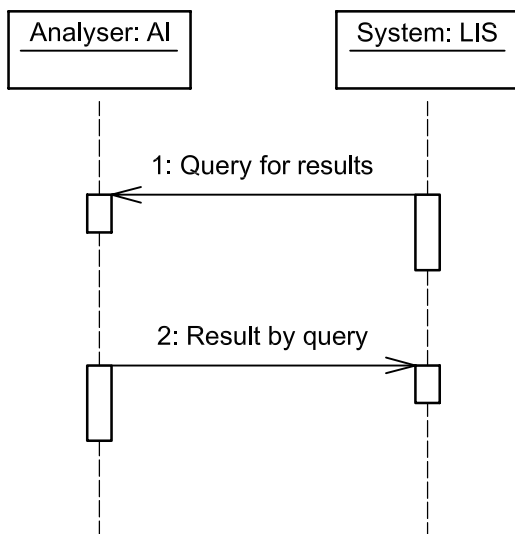 Analyser: AI
System: LIS
1: Query for results
2: Result by query